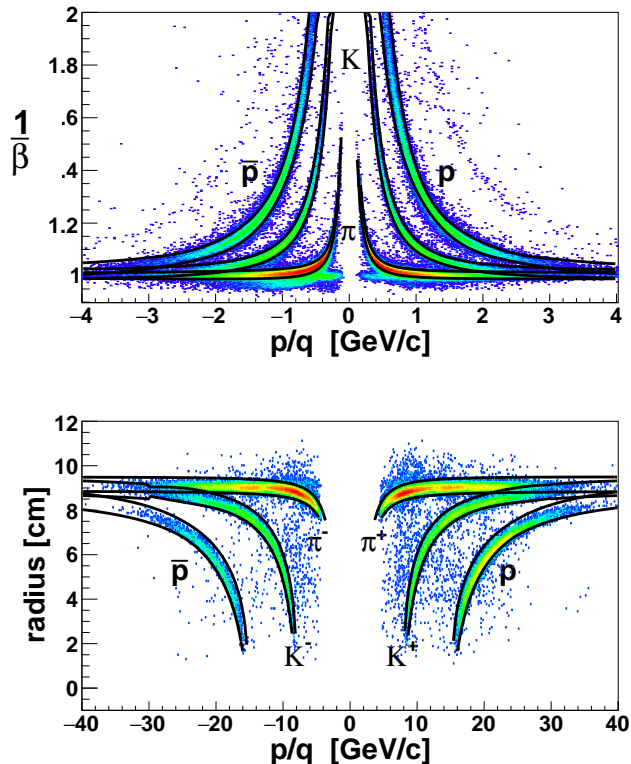 2
1.8
K
1.6
1/β
.4
p̄
p
1.2
π
1
−4 −3 −2 −1 0 1 2 3 4
p/q [GeV/c]
12
10
8
radius [cm]
6
4
2
0
π⁻ π⁺
p̄ p
K⁻ K⁺
−40 −30 −20 −10 0 10 20 30 40
p/q [GeV/c]